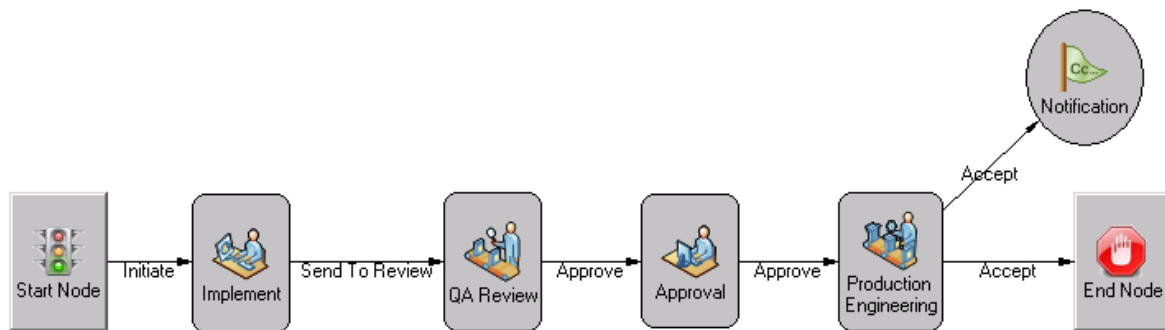 Cc...
Notification
Accept
Start Node
Initiate
Implement
Send To Review
QA Review
Approve
Approval
Approve
Production
Engineering
Accept
End Node